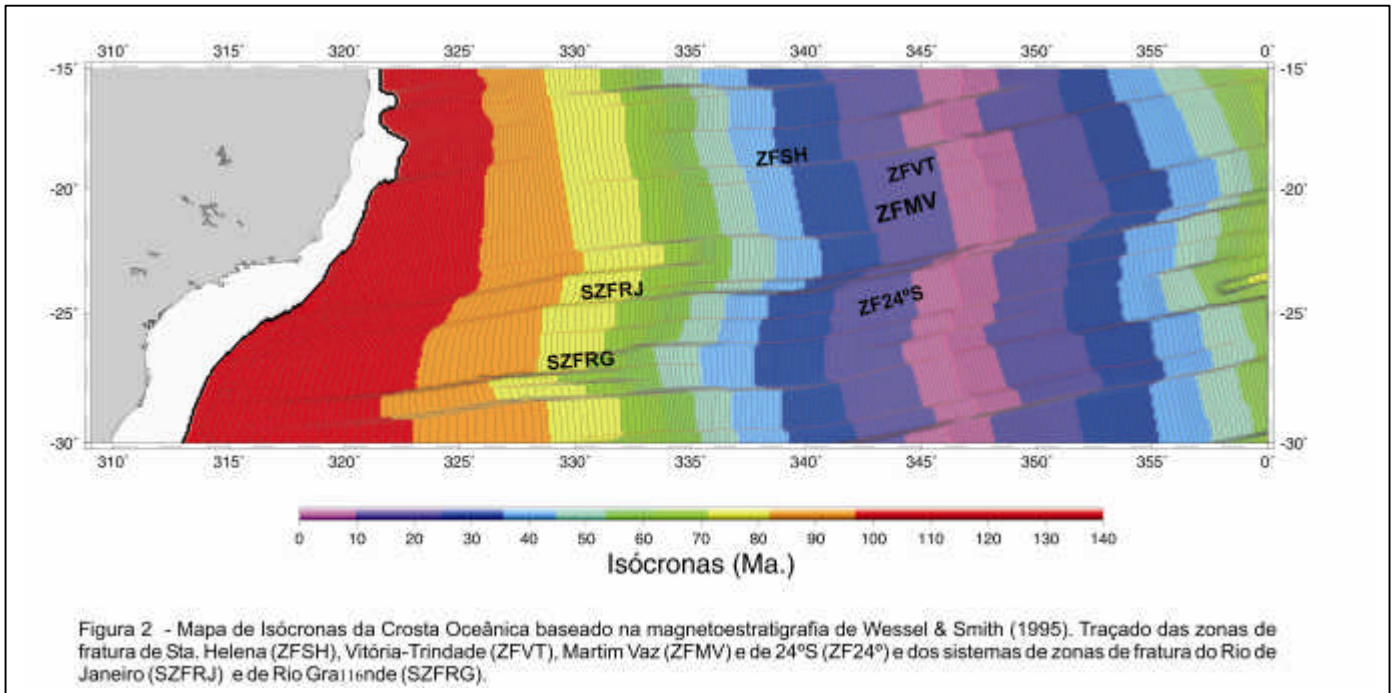 310° 315° 320° 325° 330° 335° 340° 345° 350° 355° 0°
-15° -15°
ZFSH
ZFVT
-20° -20°
ZFMV
SZFRJ
ZF24ºS
-25° -25°
SZFRG
-30° -30°
310° 315° 320° 325° 330° 335° 340° 345° 350° 355° 0°
0 10 20 30 40 50 60 70 80 90 100 110 120 130 140
Isócronas (Ma.)
Figura 2 - Mapa de Isócronas da Crosta Oceânica baseado na magnetoestratigrafia de Wessel & Smith (1995). Traçado das zonas de
fratura de Sta. Helena (ZFSH), Vitória-Trindade (ZFVT), Martim Vaz (ZFMV) e de 24ºS (ZF24º) e dos sistemas de zonas de fratura do Rio de
Janeiro (SZFRJ) e de Rio Gra116nde (SZFRG).